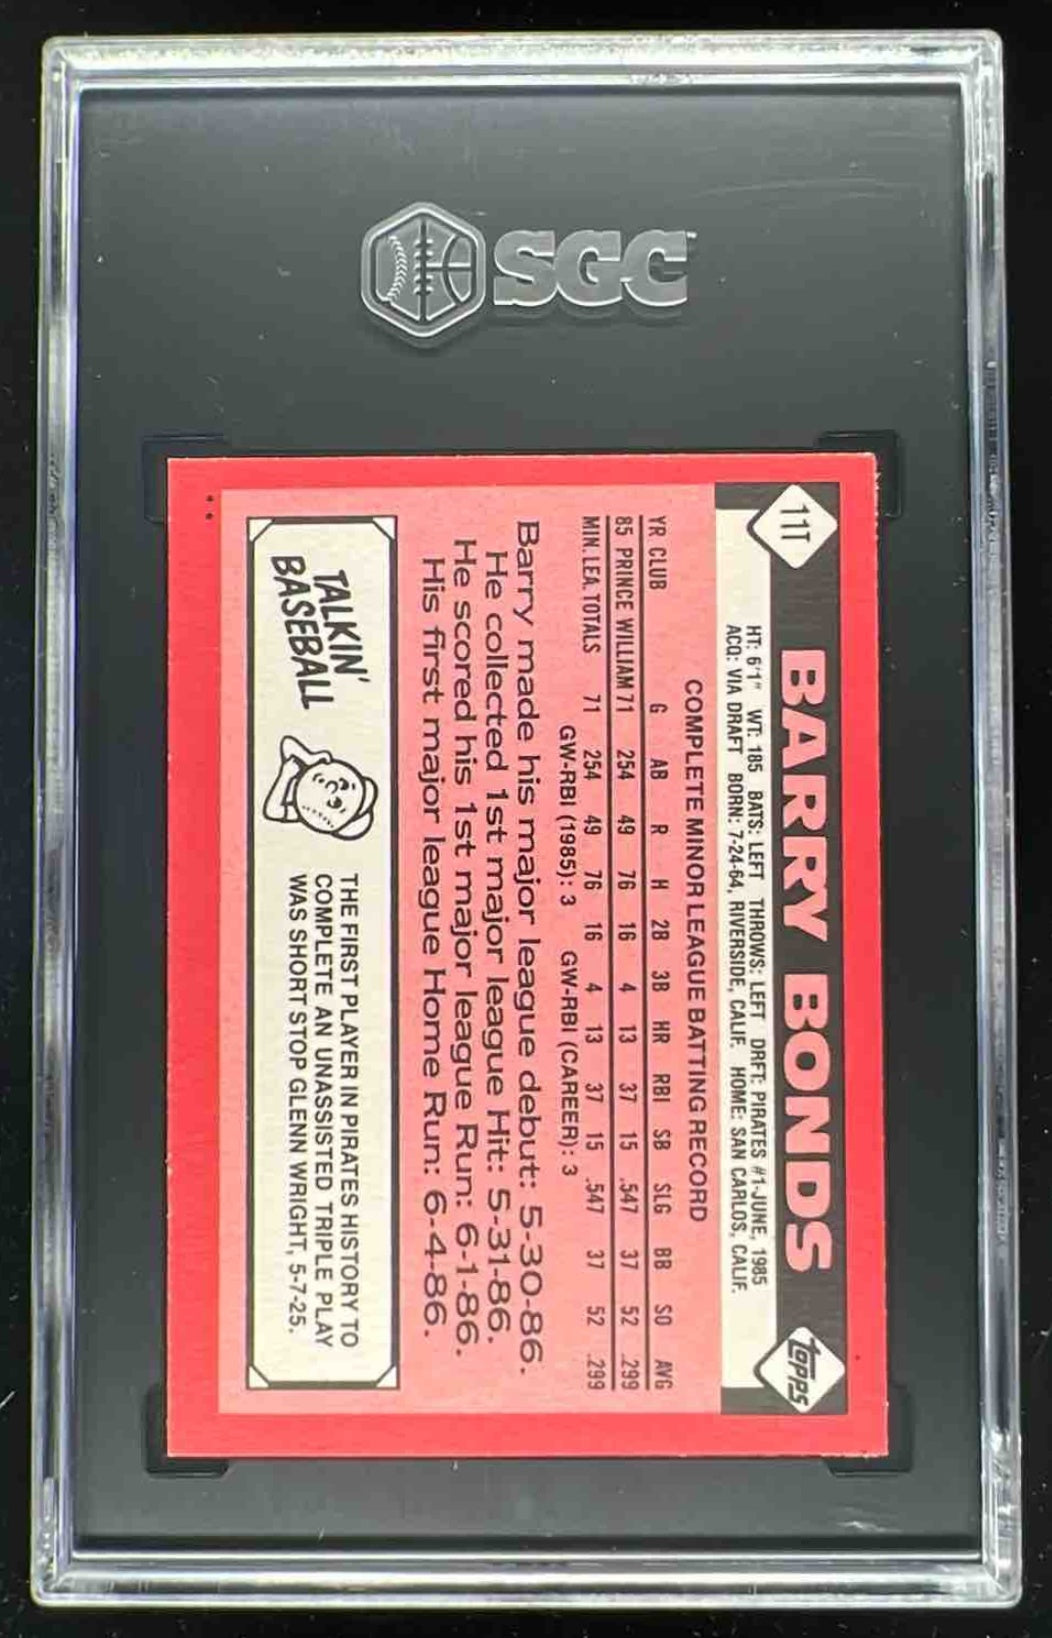 SGC
11T
BARRY BONDS
topps
HT: 6'1" WT: 185 BATS: LEFT THROWS: LEFT DRFT: PIRATES #1-JUNE, 1985
ACQ: VIA DRAFT BORN: 7-24-64, RIVERSIDE, CALIF. HOME: SAN CARLOS, CALIF.
COMPLETE MINOR LEAGUE BATTING RECORD
YR CLUB G AB R H 2B 3B HR RBI SB SLG BB SO AVG
85 PRINCE WILLIAM 71 254 49 76 16 4 13 37 15 .547 37 52 .299
MIN. LEA. TOTALS 71 254 49 76 16 4 13 37 15 .547 37 52 .299
GW-RBI (1985): 3 GW-RBI (CAREER): 3
Barry made his major league debut: 5-30-86.
He collected 1st major league Hit: 5-31-86.
He scored his 1st major league Run: 6-1-86.
His first major league Home Run: 6-4-86.
TALKIN'
BASEBALL
THE FIRST PLAYER IN PIRATES HISTORY TO
COMPLETE AN UNASSISTED TRIPLE PLAY
WAS SHORTSTOP GLENN WRIGHT, 5-7-25.
**